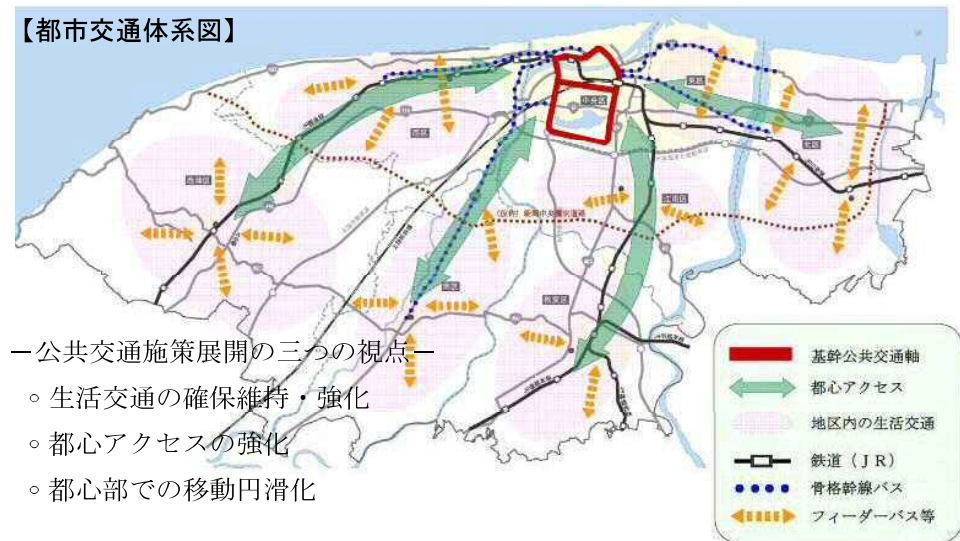 【都市交通体系図】
東区
中央区
北区
西区
西蒲区
江南区
南区
秋葉区
―公共交通施策展開の三つの視点―
○ 生活交通の確保維持・強化
○ 都心アクセスの強化
○ 都心部での移動円滑化
基幹公共交通軸
都心アクセス
地区内の生活交通
鉄道（ＪＲ）
骨格幹線バス
フィーダーバス等